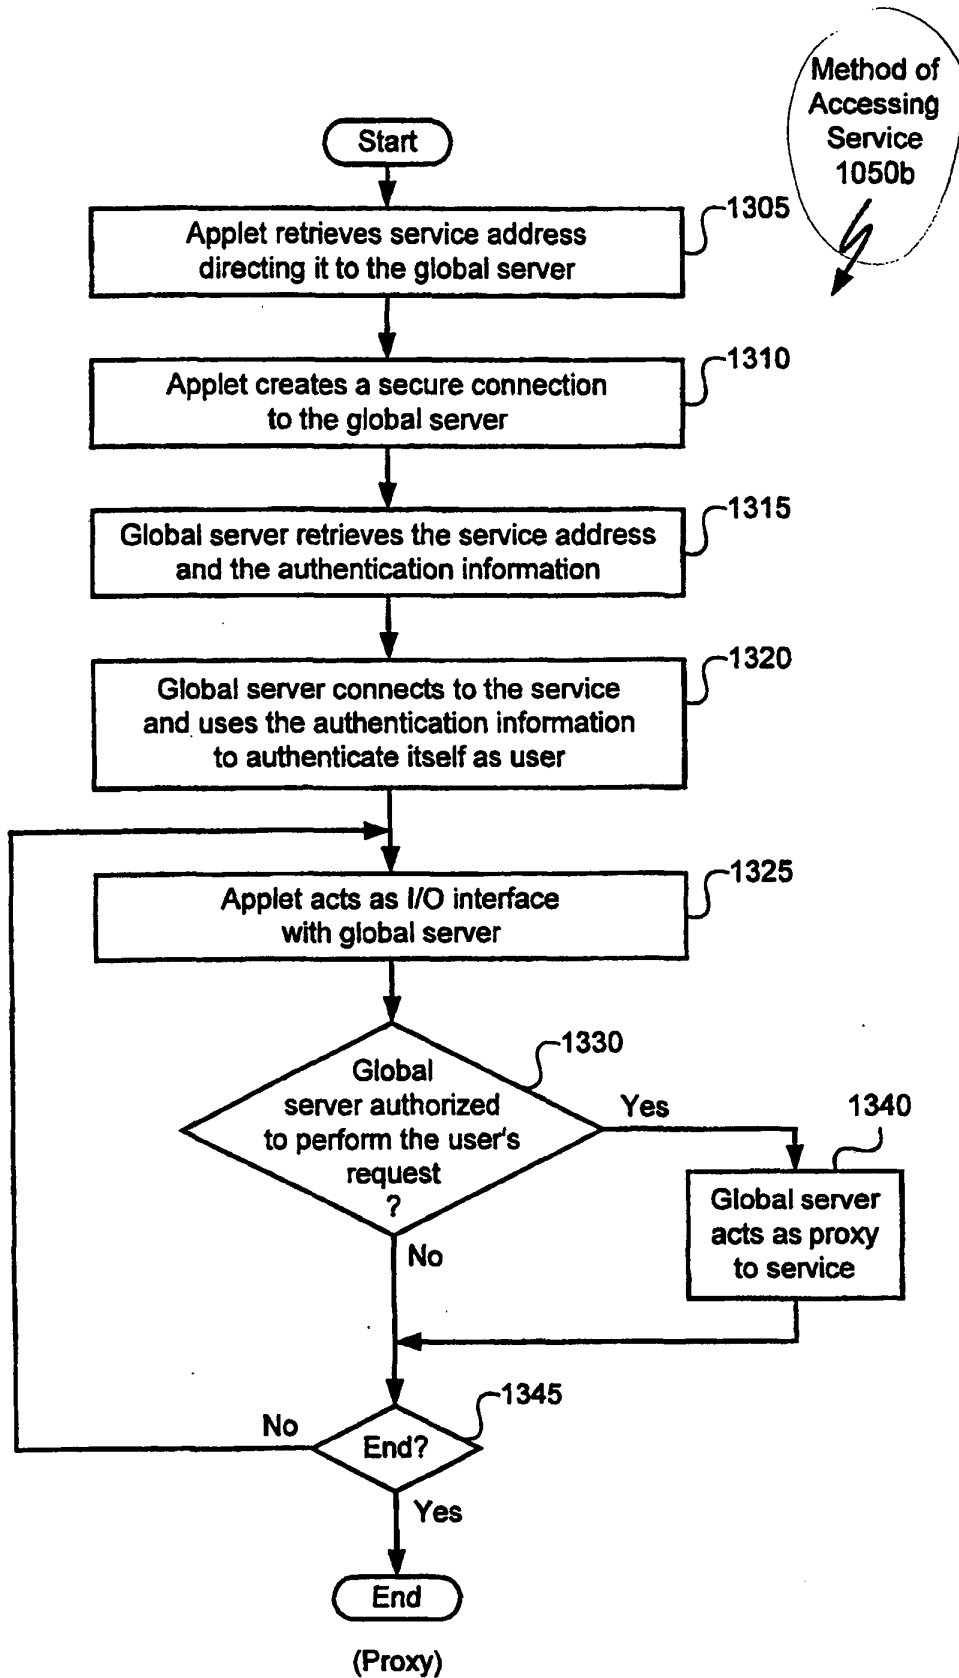 Method of
Accessing
Service
1050b
Start
1305
Applet retrieves service address
directing it to the global server
1310
Applet creates a secure connection
to the global server
1315
Global server retrieves the service address
and the authentication information
1320
Global server connects to the service
and uses the authentication information
to authenticate itself as user
1325
Applet acts as I/O interface
with global server
1330
Global
server authorized
to perform the user's
request
?
Yes
1340
Global server
acts as proxy
to service
No
1345
No
End?
Yes
End
(Proxy)